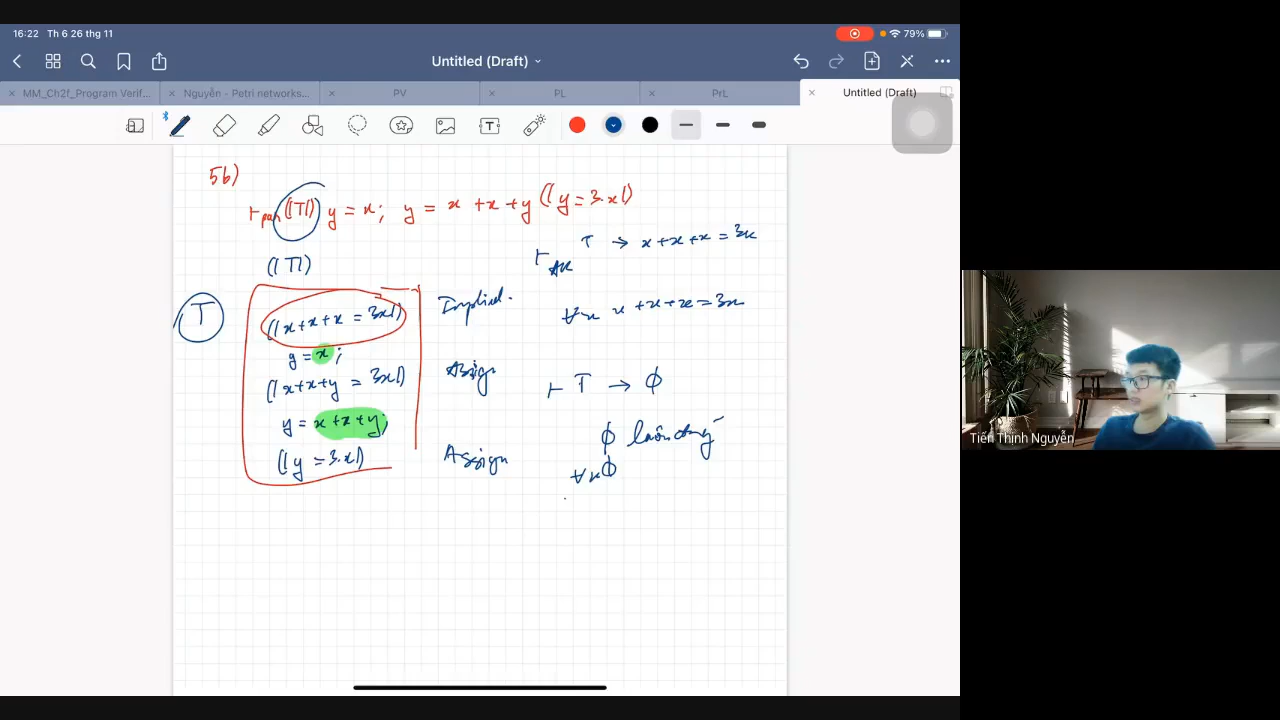 16:22 Th 6 26 thg 11 79%
Untitled (Draft)
MM_Ch2f_Program Verif... Nguyễn - Petri networks... PV PL PrL Untitled (Draft)
5b)
⊢par (|T|) y = x; y = x + x + y (|y = 3.x|)
(|T|)
⊢AR T → x + x + x = 3x
T
(|x + x + x = 3x|) Implied.
∀x x + x + x = 3x
y = x;
(|x + x + y = 3x|) Assign
⊢ T → ϕ
y = x + x + y;
ϕ luôn đúng
(|y = 3.x|) Assign
∀x ϕ
Tiến Thịnh Nguyễn